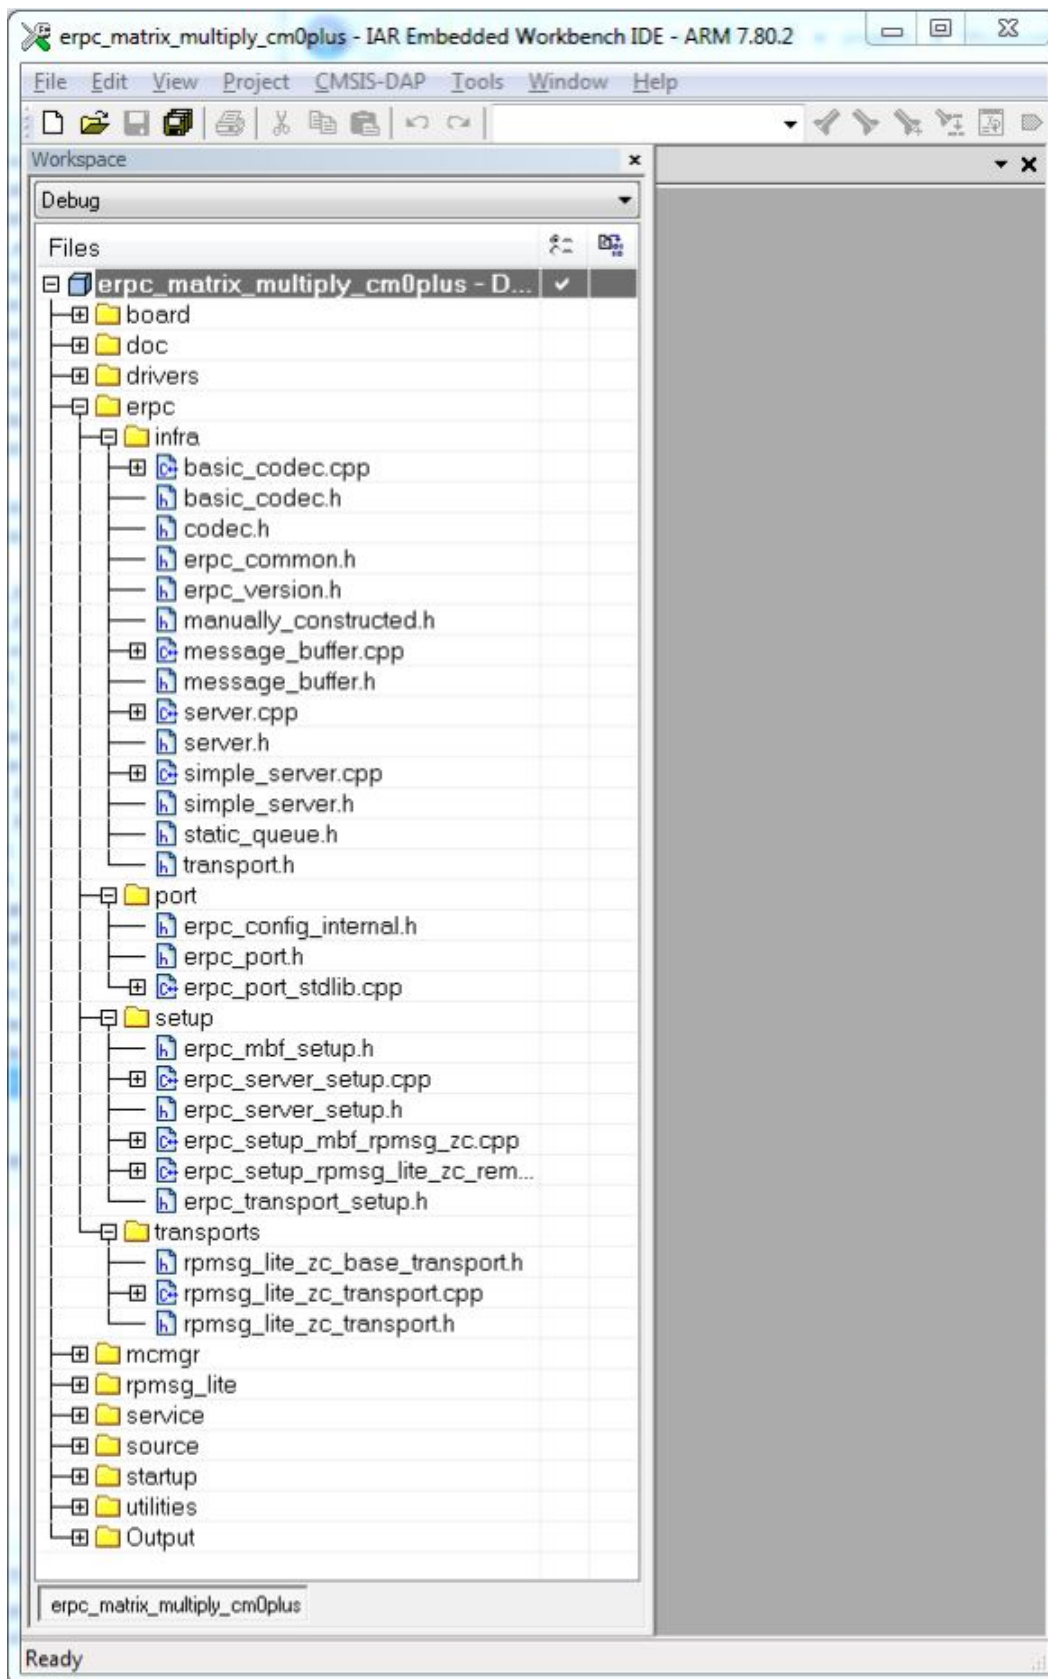 erpc_matrix_multiply_cm0plus - IAR Embedded Workbench IDE - ARM 7.80.2
File Edit View Project CMSIS-DAP Tools Window Help
Workspace
Debug
Files
erpc_matrix_multiply_cm0plus - D...
board
doc
drivers
erpc
infra
basic_codec.cpp
basic_codec.h
codec.h
erpc_common.h
erpc_version.h
manually_constructed.h
message_buffer.cpp
message_buffer.h
server.cpp
server.h
simple_server.cpp
simple_server.h
static_queue.h
transport.h
port
erpc_config_internal.h
erpc_port.h
erpc_port_stdlib.cpp
setup
erpc_mbf_setup.h
erpc_server_setup.cpp
erpc_server_setup.h
erpc_setup_mbf_rpmsg_zc.cpp
erpc_setup_rpmsg_lite_zc_rem...
erpc_transport_setup.h
transports
rpmsg_lite_zc_base_transport.h
rpmsg_lite_zc_transport.cpp
rpmsg_lite_zc_transport.h
mcmgr
rpmsg_lite
service
source
startup
utilities
Output
erpc_matrix_multiply_cm0plus
Ready